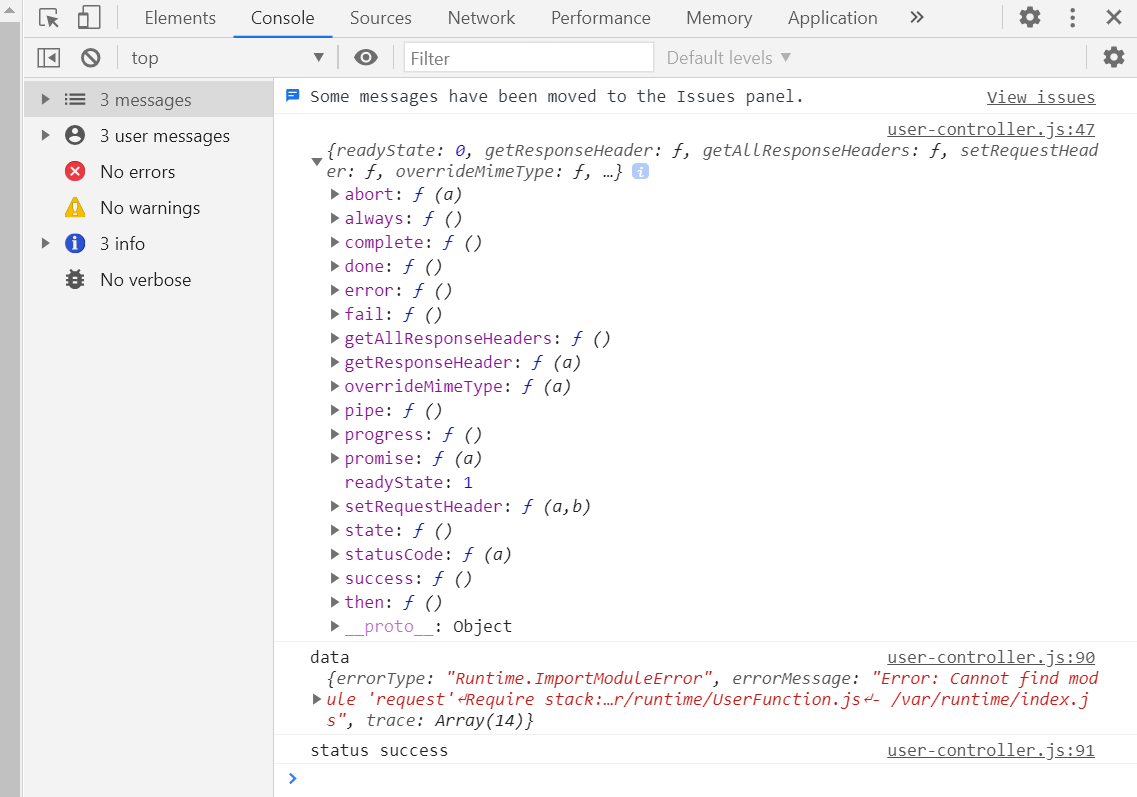 Elements Console Sources Network Performance Memory Application »
top Filter Default levels
3 messages
3 user messages
No errors
No warnings
3 info
No verbose
Some messages have been moved to the Issues panel. View issues
user-controller.js:47
{readyState: 0, getResponseHeader: ƒ, getAllResponseHeaders: ƒ, setRequestHead
er: ƒ, overrideMimeType: ƒ, …} i
abort: ƒ (a)
always: ƒ ()
complete: ƒ ()
done: ƒ ()
error: ƒ ()
fail: ƒ ()
getAllResponseHeaders: ƒ ()
getResponseHeader: ƒ (a)
overrideMimeType: ƒ (a)
pipe: ƒ ()
progress: ƒ ()
promise: ƒ (a)
readyState: 1
setRequestHeader: ƒ (a,b)
state: ƒ ()
statusCode: ƒ (a)
success: ƒ ()
then: ƒ ()
__proto__: Object
data user-controller.js:90
{errorType: "Runtime.ImportModuleError", errorMessage: "Error: Cannot find mod
ule 'request'↵Require stack:…r/runtime/UserFunction.js↵- /var/runtime/index.j
s", trace: Array(14)}
status success user-controller.js:91